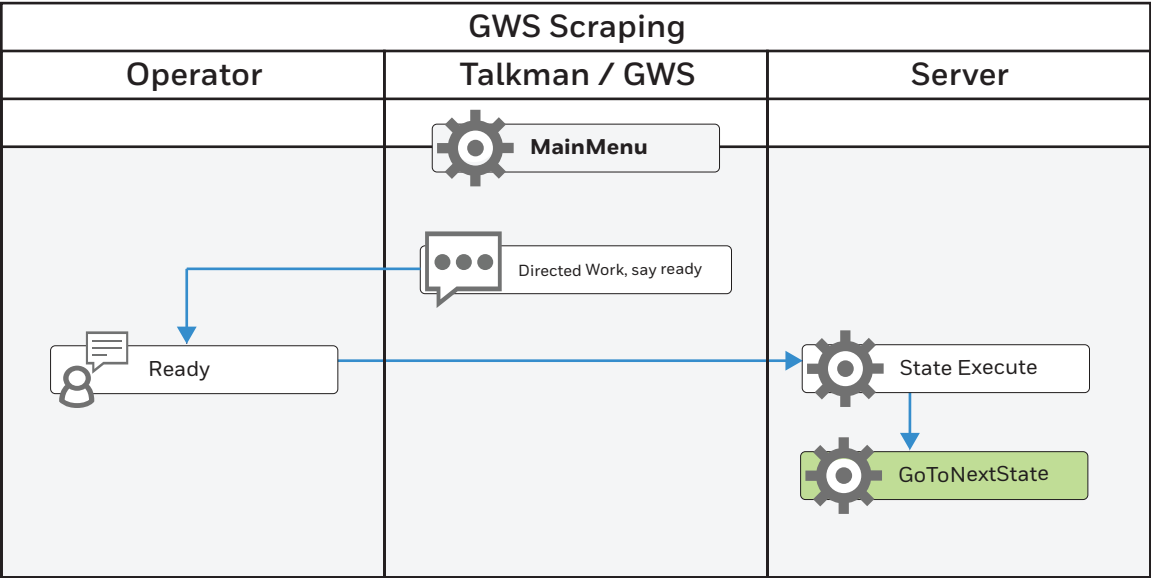 GWS Scraping
Operator
Talkman / GWS
Server
MainMenu
Directed Work, say ready
Ready
State Execute
GoToNextState